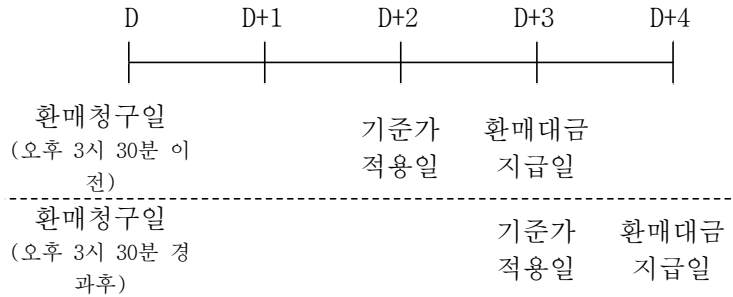 D D+1 D+2 D+3 D+4
환매청구일
(오후 3시 30분 이
전)
기준가
적용일
환매대금
지급일
환매청구일
(오후 3시 30분 경
과후)
기준가
적용일
환매대금
지급일